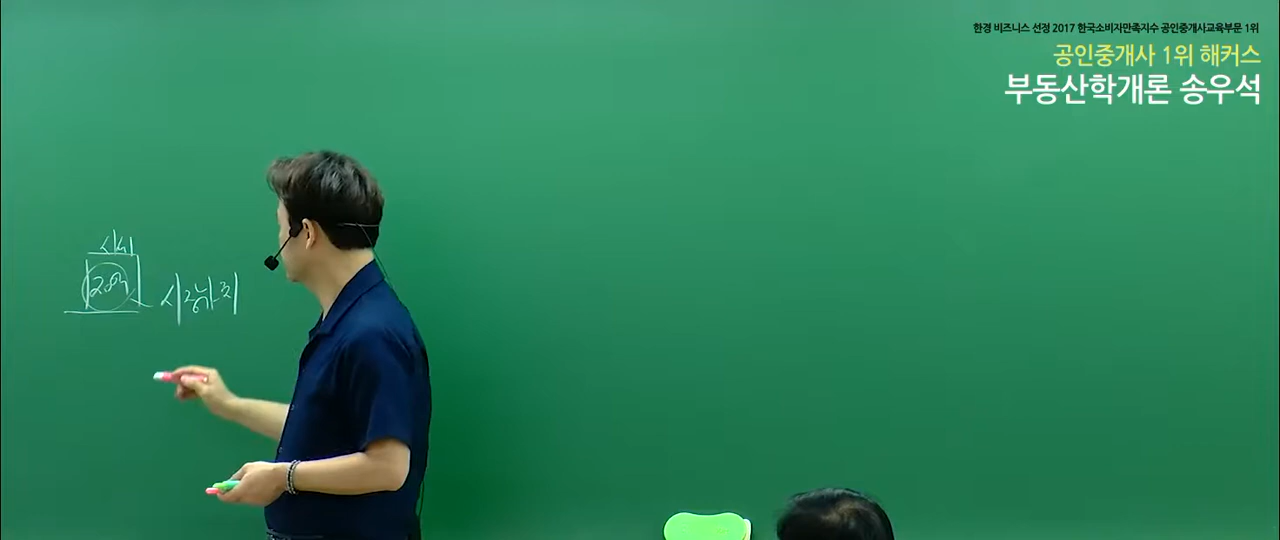 한경 비즈니스 선정 2017 한국소비자만족지수 공인중개사교육부문 1위
공인중개사 1위 해커스
부동산학개론 송우석
시세
2억
시장가치